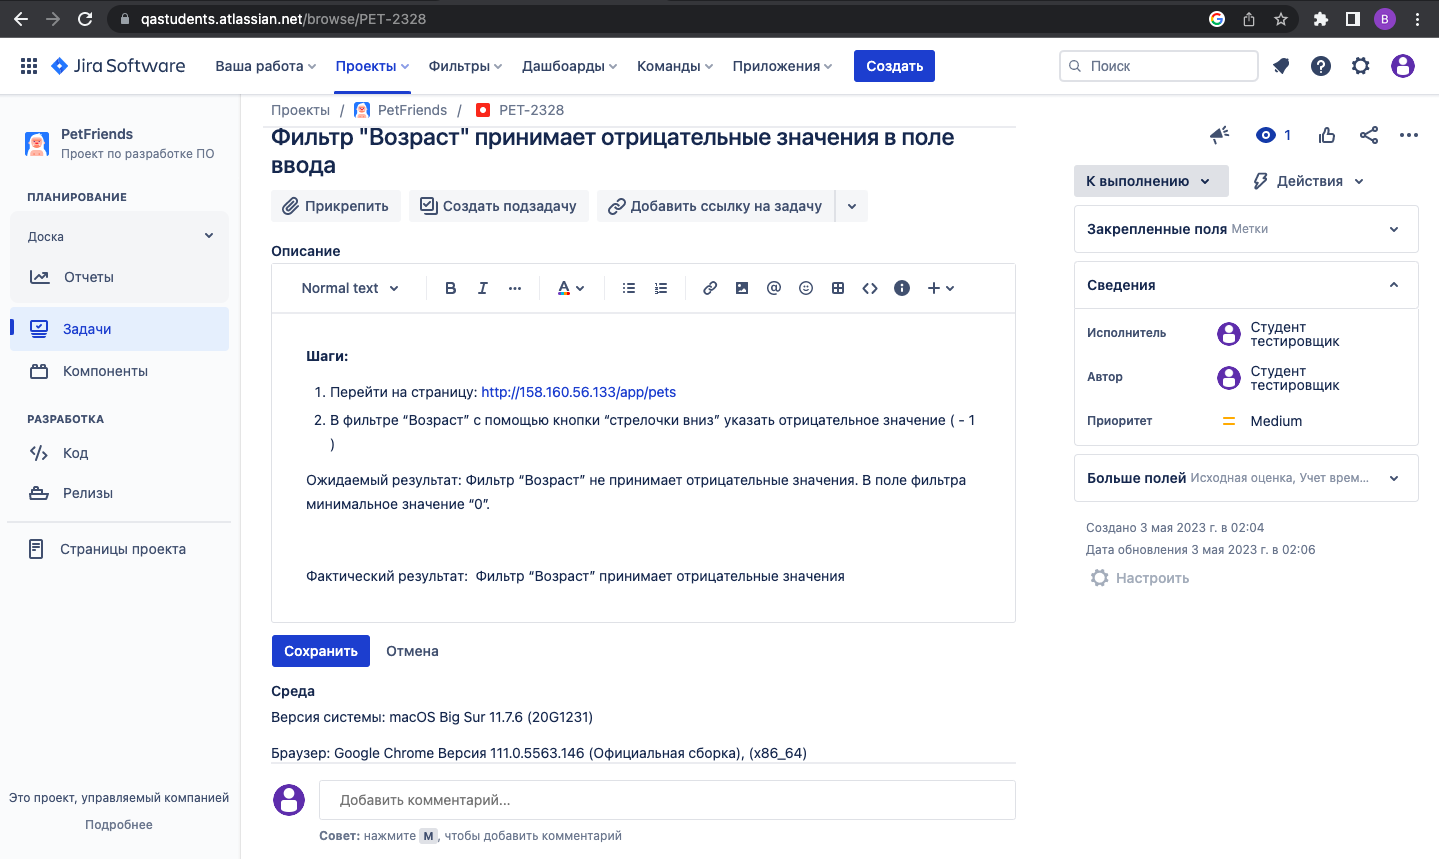 qastudents.atlassian.net/browse/PET-2328
B
Jira Software
Ваша работа
Проекты
Фильтры
Дашборды
Команды
Приложения
Создать
Поиск
PetFriends
Проект по разработке ПО
ПЛАНИРОВАНИЕ
Доска
Отчеты
Задачи
Компоненты
РАЗРАБОТКА
Код
Релизы
Страницы проекта
Это проект, управляемый компанией
Подробнее
Проекты / PetFriends / PET-2328
Фильтр "Возраст" принимает отрицательные значения в поле
ввода
Прикрепить
Создать подзадачу
Добавить ссылку на задачу
Описание
Normal text
B I ... A
Шаги:
1. Перейти на страницу: http://158.160.56.133/app/pets
2. В фильтре “Возраст” с помощью кнопки “стрелочки вниз” указать отрицательное значение ( - 1
)
Ожидаемый результат: Фильтр “Возраст” не принимает отрицательные значения. В поле фильтра
минимальное значение “0”.
Фактический результат:  Фильтр “Возраст” принимает отрицательные значения
Сохранить
Отмена
Среда
Версия системы: macOS Big Sur 11.7.6 (20G1231)
Браузер: Google Chrome Версия 111.0.5563.146 (Официальная сборка), (x86_64)
Добавить комментарий...
Совет: нажмите M, чтобы добавить комментарий
1
К выполнению
Действия
Закрепленные поля Метки
Сведения
Исполнитель
Студент
тестировщик
Автор
Студент
тестировщик
Приоритет
Medium
Больше полей Исходная оценка, Учет врем...
Создано 3 мая 2023 г. в 02:04
Дата обновления 3 мая 2023 г. в 02:06
Настроить